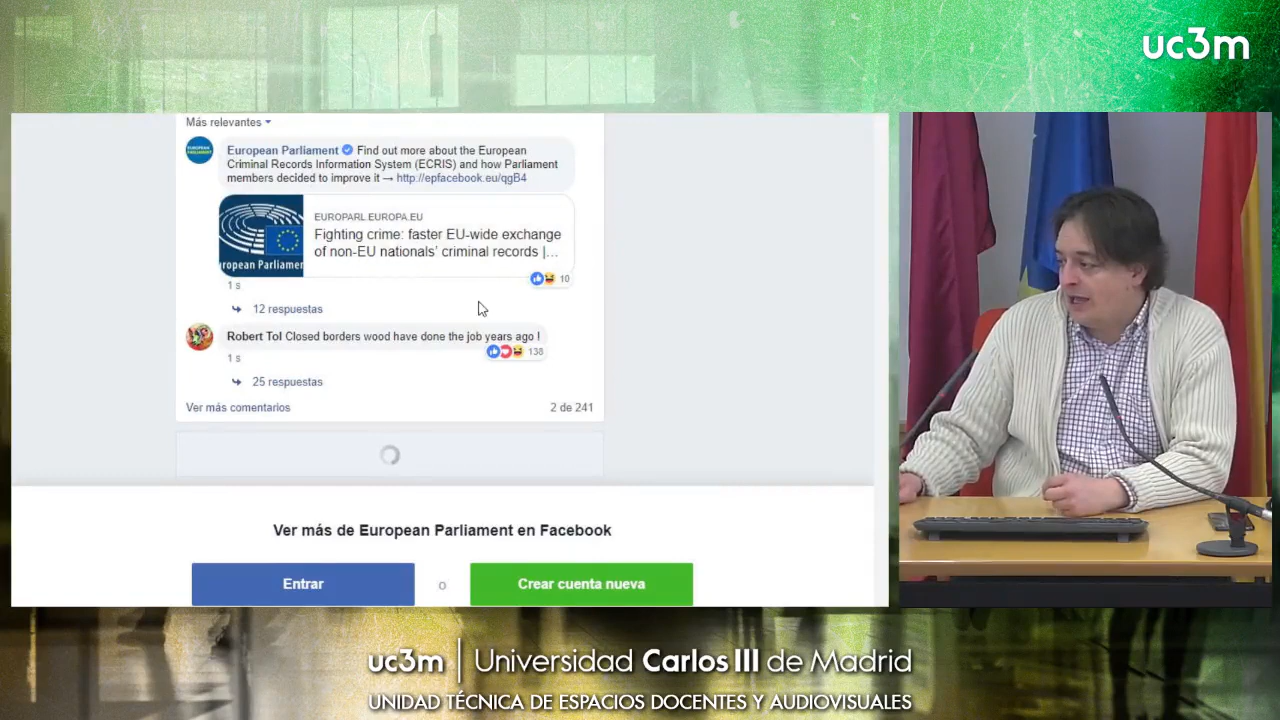 uc3m
Más relevantes
European Parliament Find out more about the European
Criminal Records Information System (ECRIS) and how Parliament
members decided to improve it → http://epfacebook.eu/qgB4
EUROPARL.EUROPA.EU
Fighting crime: faster EU-wide exchange
of non-EU nationals’ criminal records |...
ropean Parliamen
10
1 s
12 respuestas
Robert Tol Closed borders wood have done the job years ago !
138
1 s
25 respuestas
Ver más comentarios
2 de 241
Ver más de European Parliament en Facebook
Entrar
o
Crear cuenta nueva
uc3m | Universidad Carlos III de Madrid
UNIDAD TÉCNICA DE ESPACIOS DOCENTES Y AUDIOVISUALES